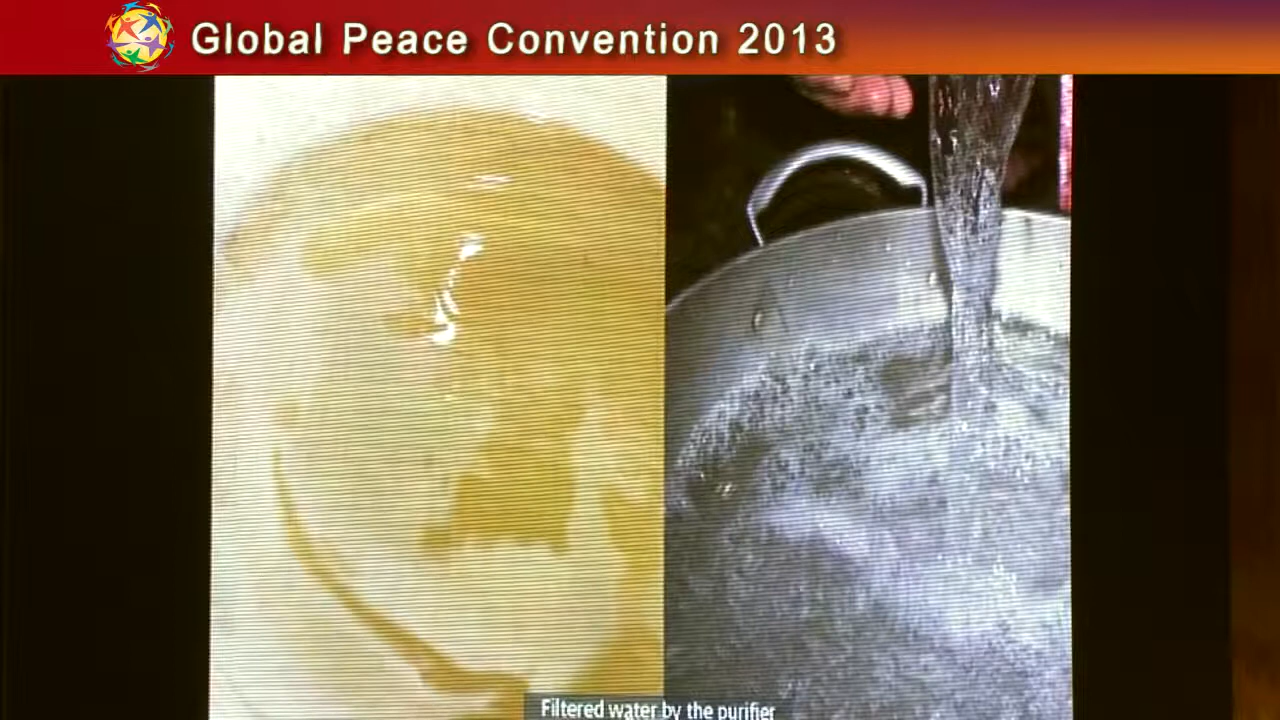 Global Peace Convention 2013
Filtered water by the purifier